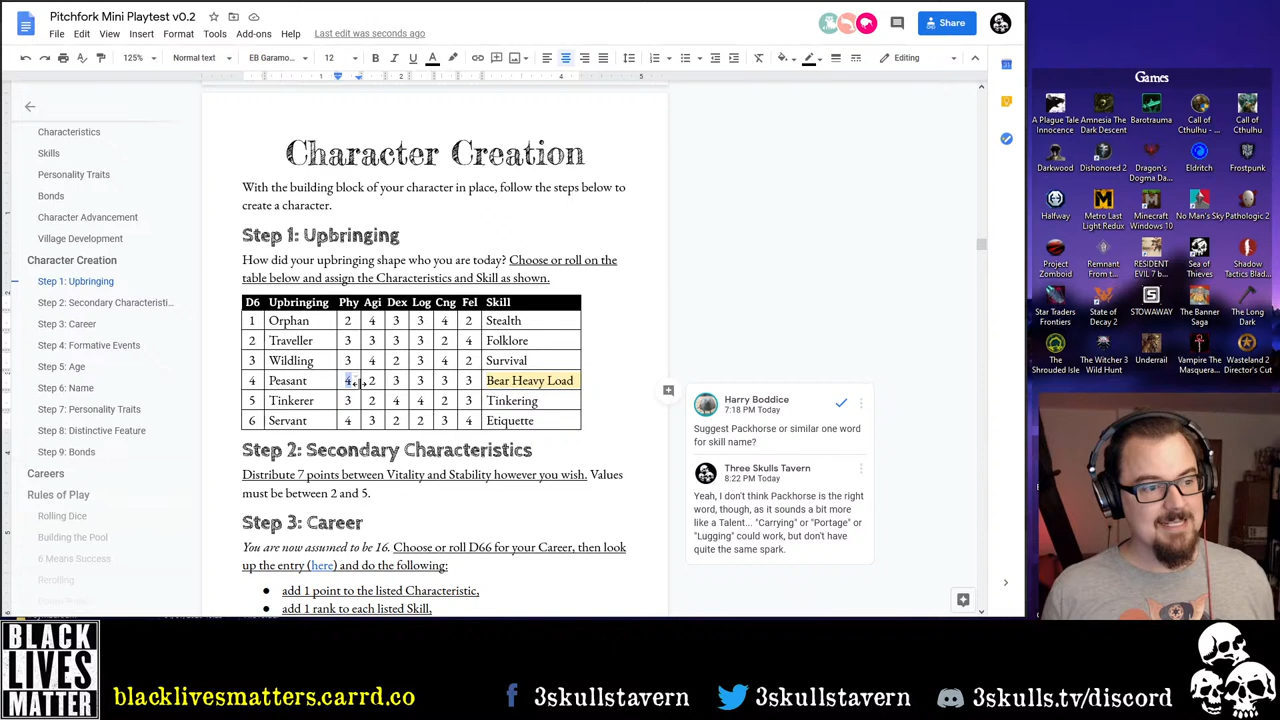 Pitchfork Mini Playtest v0.2
File Edit View Insert Format Tools Add-ons Help Last edit was seconds ago
Share
125% Normal text EB Garamo... 12 B I U A Editing
1 2 4 5
Characteristics
Skills
Personality Traits
Bonds
Character Advancement
Village Development
Character Creation
Step 1: Upbringing
Step 2: Secondary Characteristi...
Step 3: Career
Step 4: Formative Events
Step 5: Age
Step 6: Name
Step 7: Personality Traits
Step 8: Distinctive Feature
Step 9: Bonds
Careers
Rules of Play
Rolling Dice
Building the Pool
6 Means Success
Rerolling
Character Creation
With the building block of your character in place, follow the steps below to
create a character.
Step 1: Upbringing
How did your upbringing shape who you are today? Choose or roll on the
table below and assign the Characteristics and Skill as shown.
D6 Upbringing Phy Agi Dex Log Cng Fel Skill
1 Orphan 2 4 3 3 4 2 Stealth
2 Traveller 3 3 3 3 2 4 Folklore
3 Wildling 3 4 2 3 4 2 Survival
4 Peasant 4 2 3 3 3 3 Bear Heavy Load
5 Tinkerer 3 2 4 4 2 3 Tinkering
6 Servant 4 3 2 2 3 4 Etiquette
Step 2: Secondary Characteristics
Distribute 7 points between Vitality and Stability however you wish. Values
must be between 2 and 5.
Step 3: Career
You are now assumed to be 16. Choose or roll D66 for your Career, then look
up the entry (here) and do the following:
● add 1 point to the listed Characteristic,
● add 1 rank to each listed Skill,
Harry Boddice
7:18 PM Today
Suggest Packhorse or similar one word
for skill name?
Three Skulls Tavern
8:22 PM Today
Yeah, I don't think Packhorse is the right
word, though, as it sounds a bit more
like a Talent... "Carrying" or "Portage" or
"Lugging" could work, but don't have
quite the same spark.
Games
A Plague Tale Innocence
Amnesia The Dark Descent
Barotrauma
Call of Cthulhu - ...
Call of Cthulhu
Darkwood
Dishonored 2
Dragon's Dogma Da...
Eldritch
Frostpunk
Halfway
Metro Last Light Redux
Minecraft Windows 10
No Man's Sky
Pathologic 2
Project Zomboid
Remnant From t...
RESIDENT EVIL 7 b...
Sea of Thieves
Shadow Tactics Blad...
Star Traders Frontiers
State of Decay 2
STOWAWAY
The Banner Saga
The Long Dark
The Forest
The Shrouded Isle
The Witcher 3 Wild Hunt
Vampire The Masquera...
Wasteland 2 Director's Cut
BLACK
LIVES
MATTER
blacklivesmatters.carrd.co
3skullstavern
3skullstavern
3skulls.tv/discord